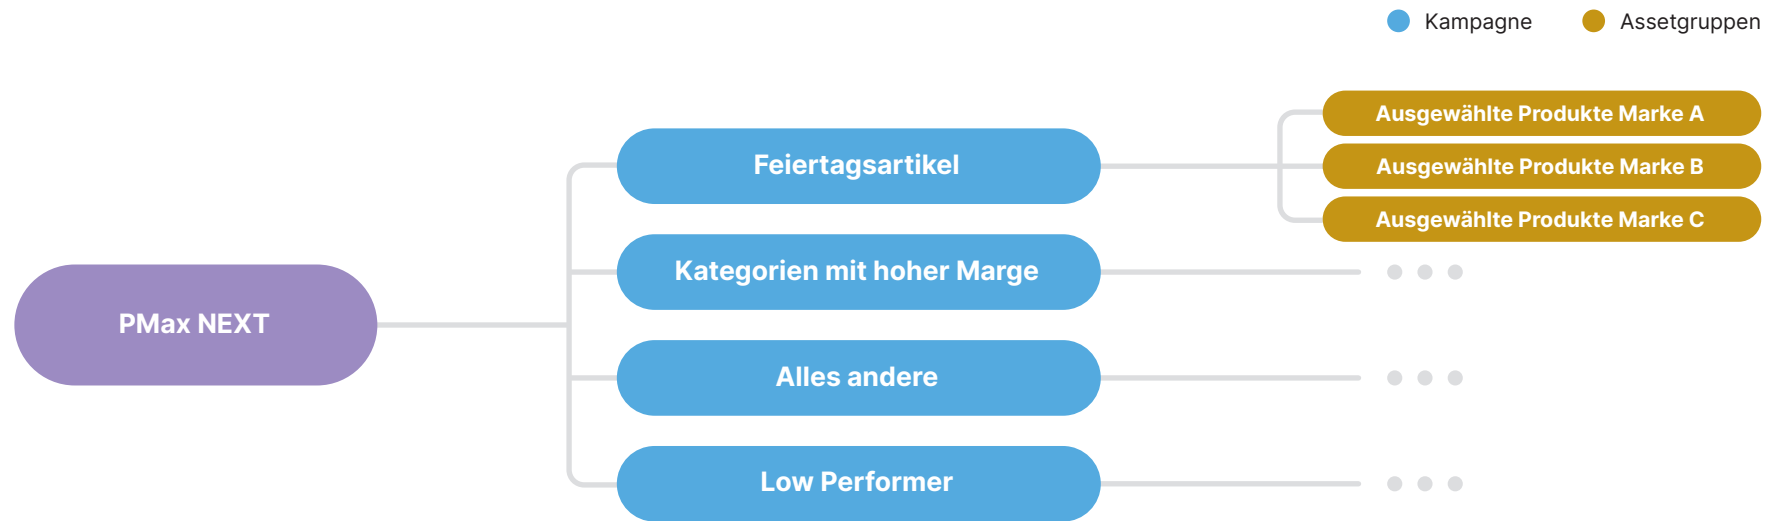 Kampagne
Assetgruppen
PMax NEXT
Feiertagsartikel
Ausgewählte Produkte Marke A
Ausgewählte Produkte Marke B
Ausgewählte Produkte Marke C
Kategorien mit hoher Marge
Alles andere
Low Performer